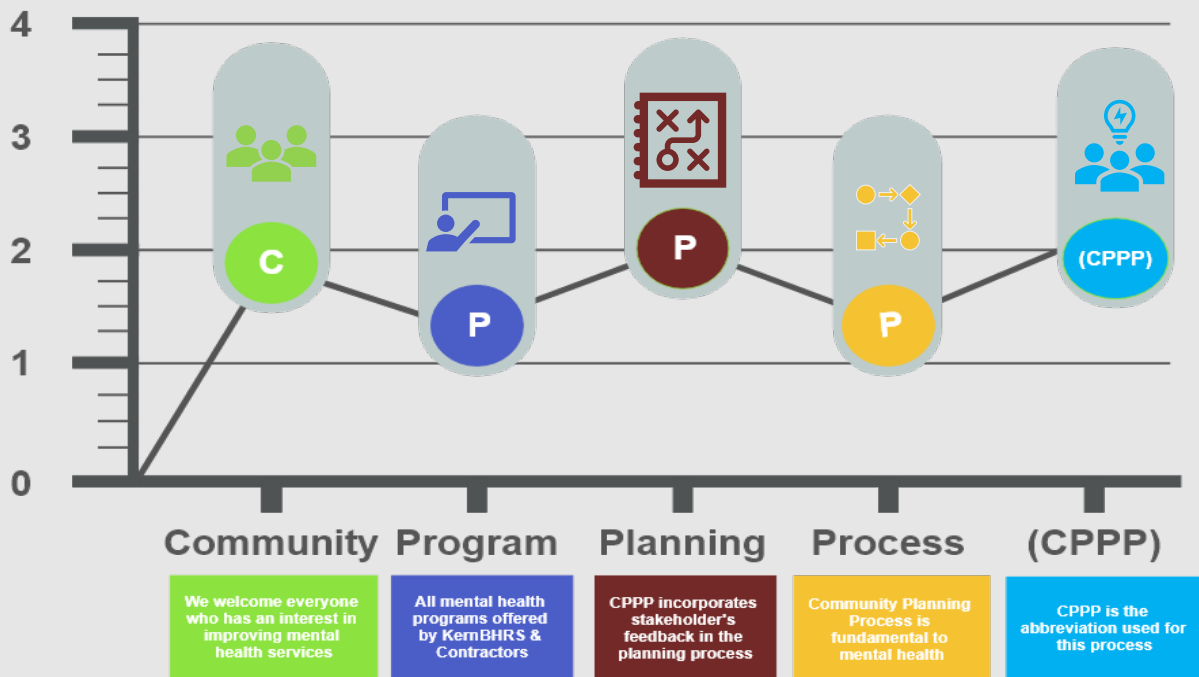 4
3
2
1
0
C
P
P
P
(CPPP)
Community
Program
Planning
Process
(CPPP)
We welcome everyone
who has an interest in
improving mental
health services
All mental health
programs offered
by KernBHRS &
Contractors
CPPP incorporates
stakeholder's
feedback in the
planning process
Community Planning
Process is
fundamental to
mental health
CPPP is the
abbreviation used for
this process